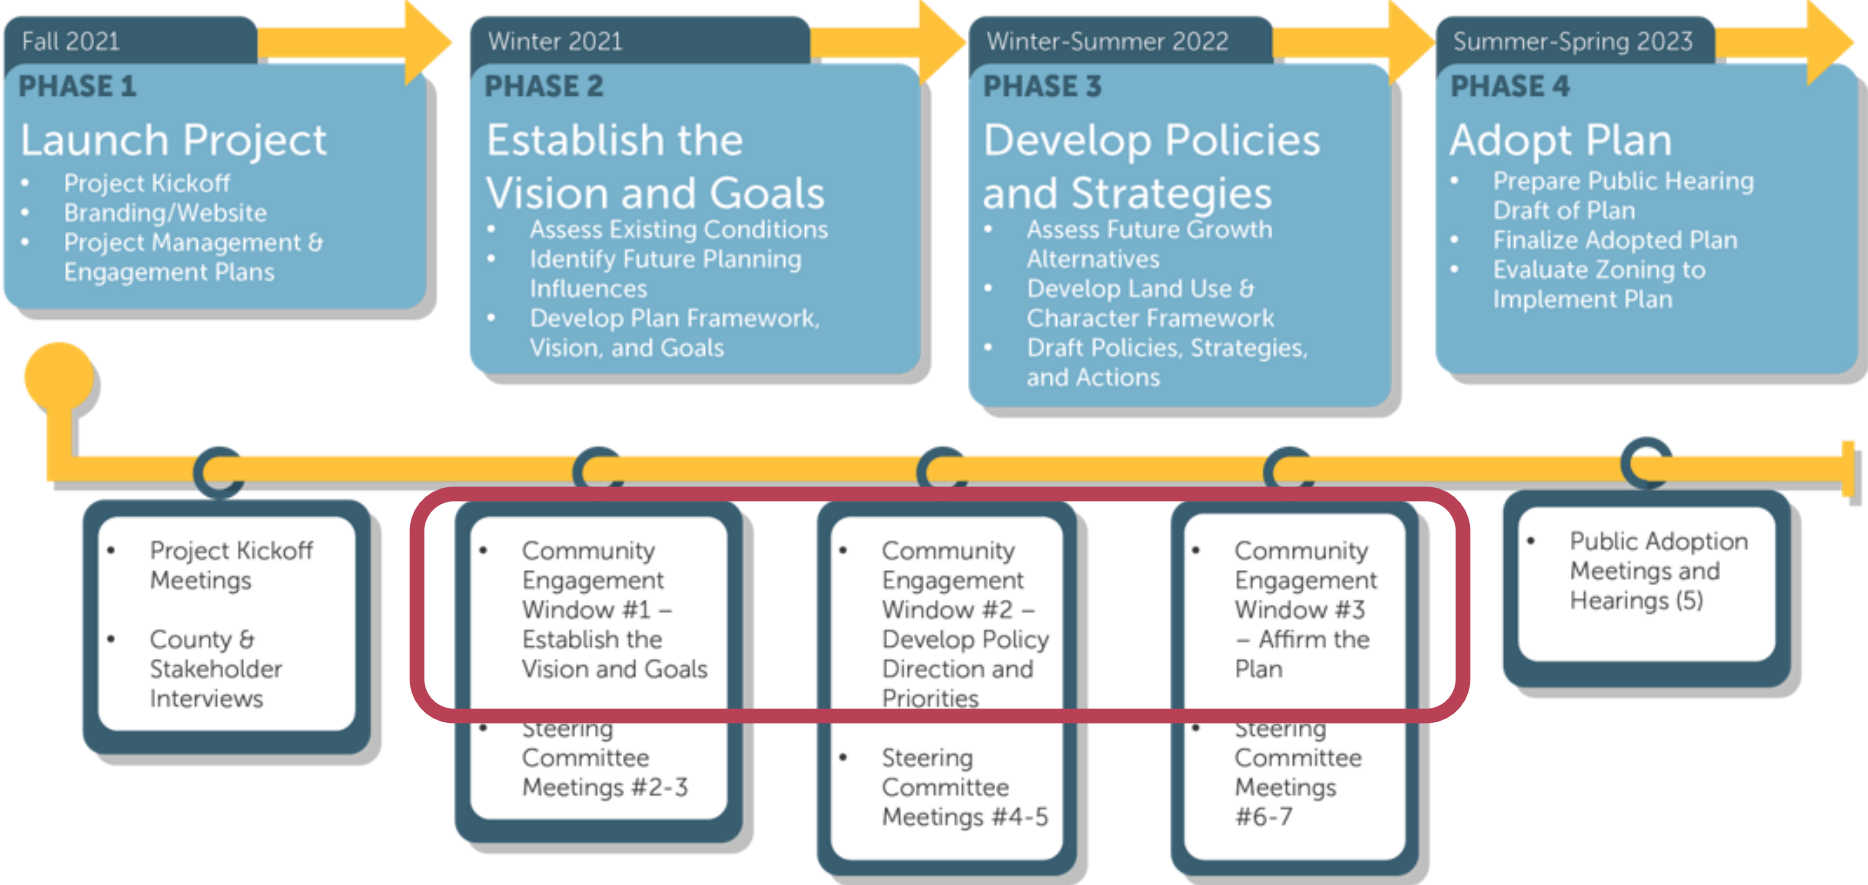 Fall 2021
PHASE 1
Launch Project
• Project Kickoff
• Branding/Website
• Project Management &
Engagement Plans
Winter 2021
PHASE 2
Establish the
Vision and Goals
• Assess Existing Conditions
• Identify Future Planning
Influences
• Develop Plan Framework,
Vision, and Goals
Winter-Summer 2022
PHASE 3
Develop Policies
and Strategies
• Assess Future Growth
Alternatives
• Develop Land Use &
Character Framework
• Draft Policies, Strategies,
and Actions
Summer-Spring 2023
PHASE 4
Adopt Plan
• Prepare Public Hearing
Draft of Plan
• Finalize Adopted Plan
• Evaluate Zoning to
Implement Plan
• Project Kickoff
Meetings
• County &
Stakeholder
Interviews
• Community
Engagement
Window #1 –
Establish the
Vision and Goals
• Steering
Committee
Meetings #2-3
• Community
Engagement
Window #2 –
Develop Policy
Direction and
Priorities
• Steering
Committee
Meetings #4-5
• Community
Engagement
Window #3
– Affirm the
Plan
• Steering
Committee
Meetings
#6-7
• Public Adoption
Meetings and
Hearings (5)